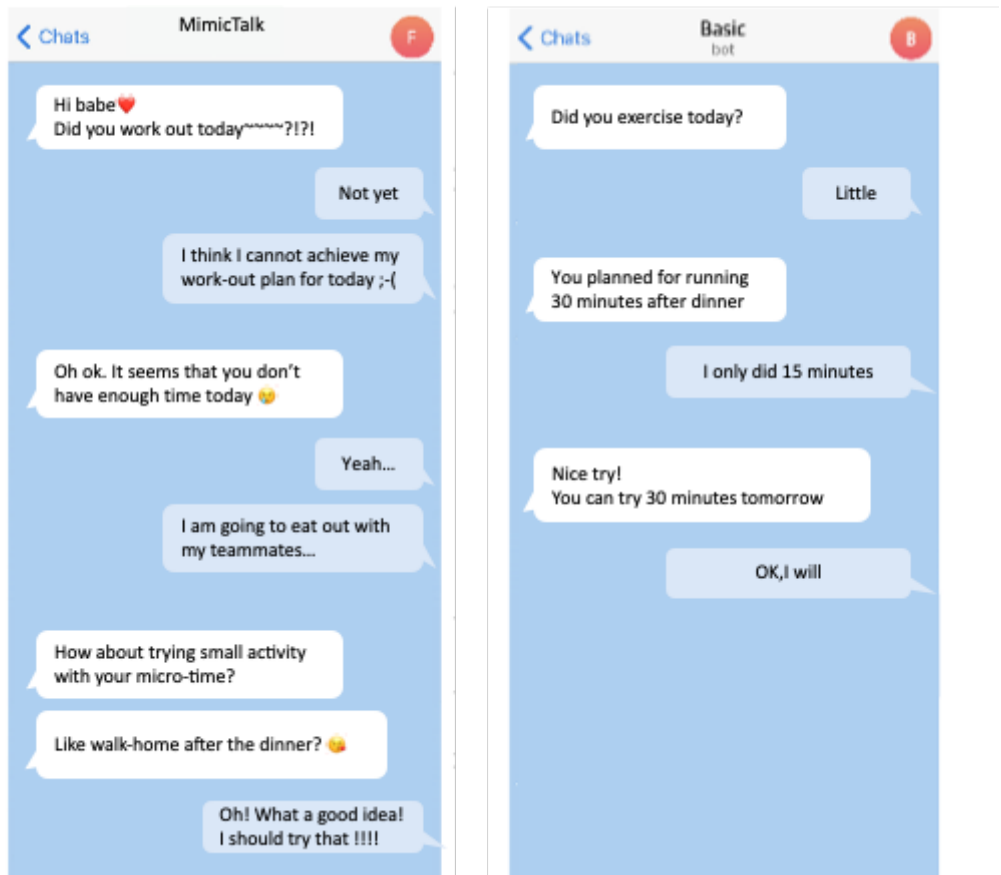 Chats
MimicTalk
F
Hi babe❤️
Did you work out today~~~~?!?!
Not yet
I think I cannot achieve my
work-out plan for today ;-(
Oh ok. It seems that you don't
have enough time today 😢
Yeah...
I am going to eat out with
my teammates...
How about trying small activity
with your micro-time?
Like walk-home after the dinner? 😘
Oh! What a good idea!
I should try that !!!!
Chats
Basic
bot
B
Did you exercise today?
Little
You planned for running
30 minutes after dinner
I only did 15 minutes
Nice try!
You can try 30 minutes tomorrow
OK,I will